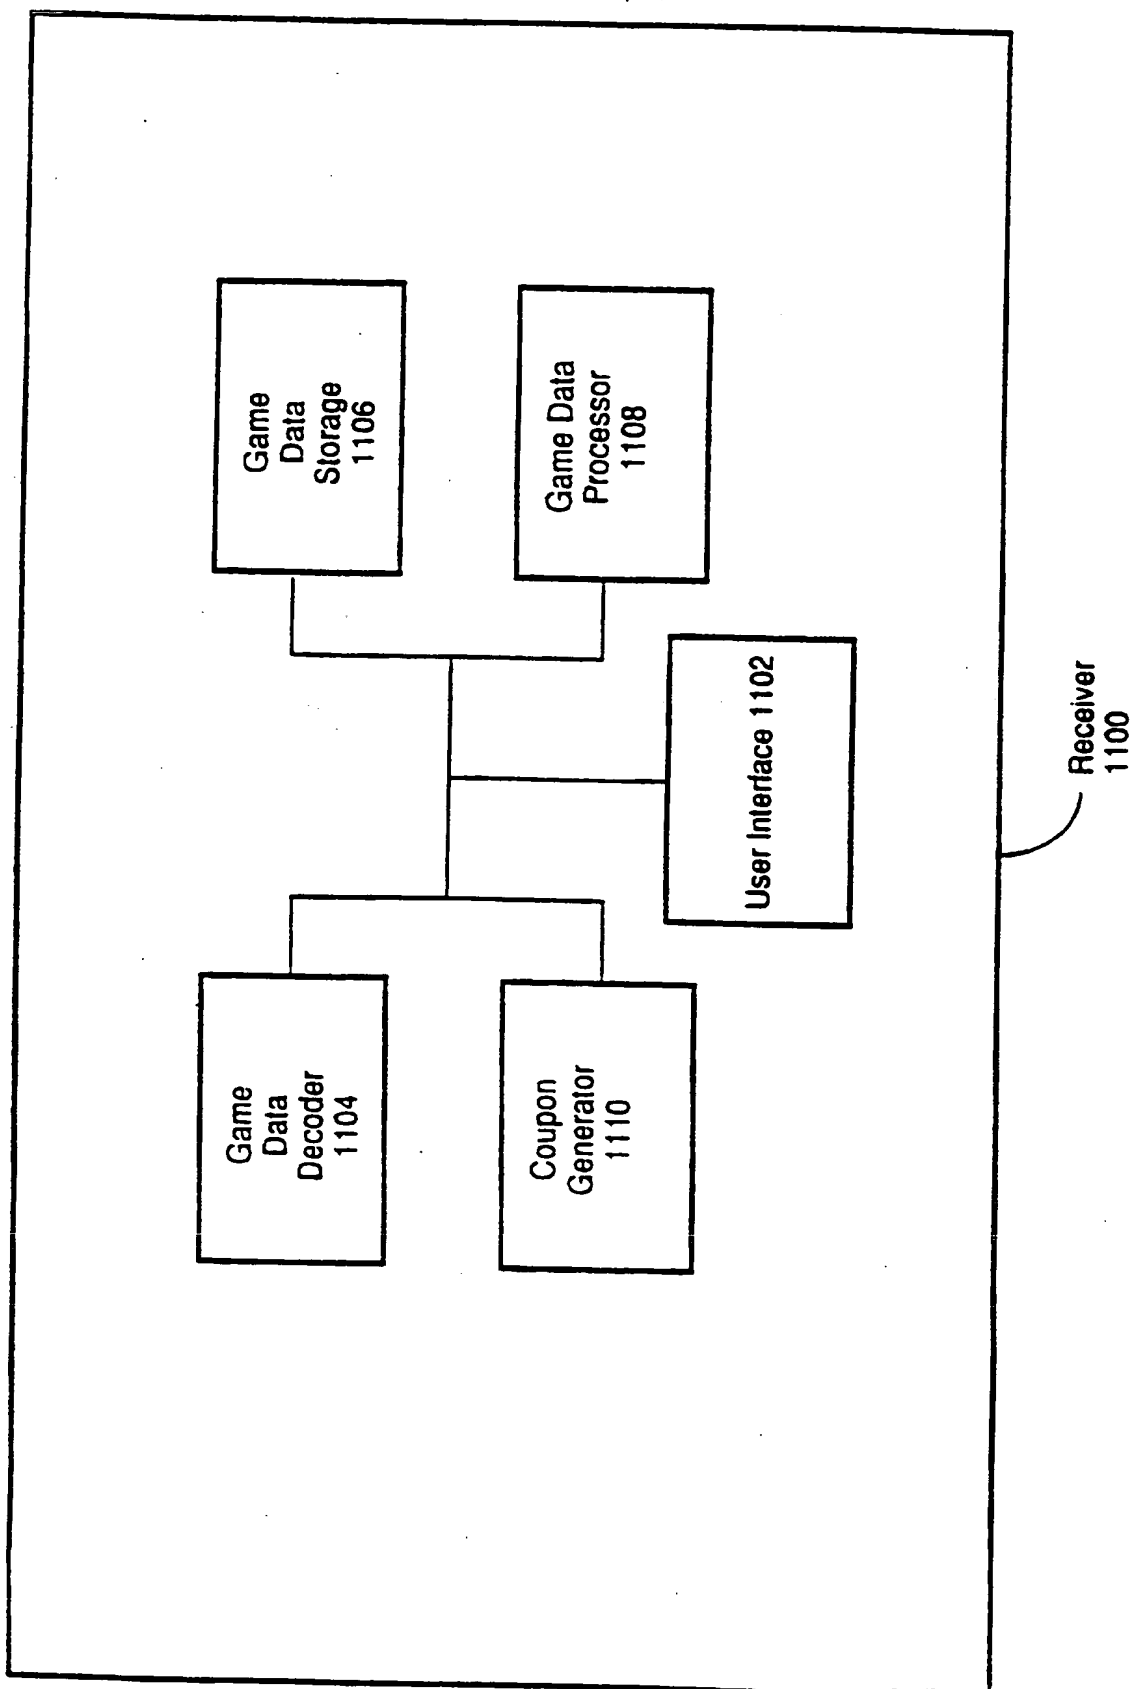 Game
Data
Decoder
1104
Game
Data
Storage
1106
Coupon
Generator
1110
Game Data
Processor
1108
User Interface 1102
Receiver
1100